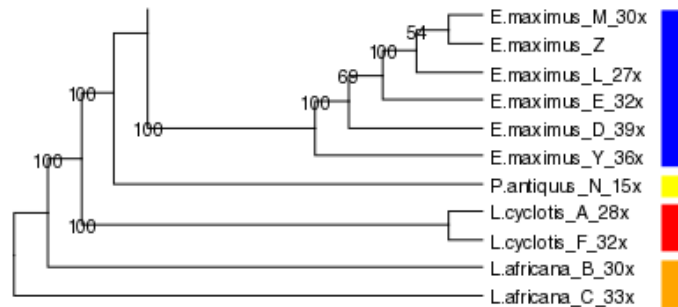 E.maximus_M_30x
54
E.maximus_Z
100
E.maximus_L_27x
69
100
E.maximus_E_32x
100
100
E.maximus_D_39x
100
E.maximus_Y_36x
P.antiquus_N_15x
L.cyclotis_A_28x
100
L.cyclotis_F_32x
L.africana_B_30x
L.africana_C_33x